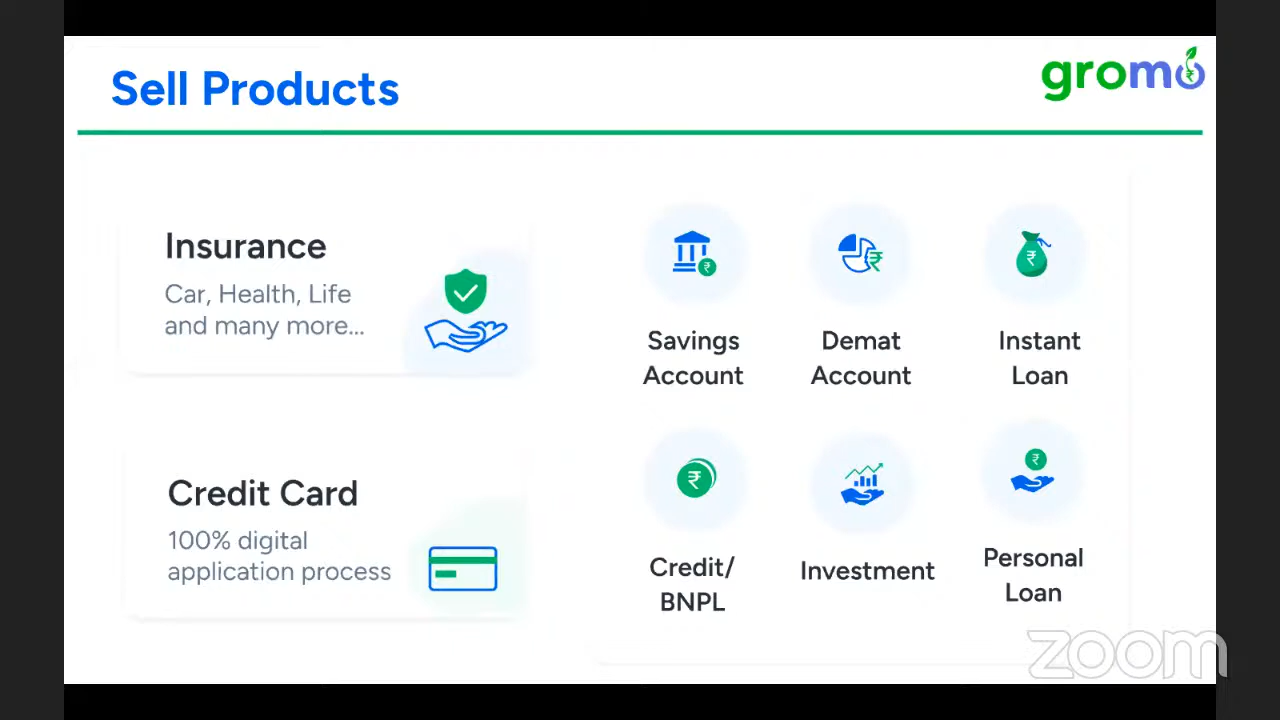 Sell Products
gromo
Insurance
Car, Health, Life
and many more...
Credit Card
100% digital
application process
₹
Savings
Account
₹
Demat
Account
₹
Instant
Loan
₹
Credit/
BNPL
Investment
₹
Personal
Loan
zoom